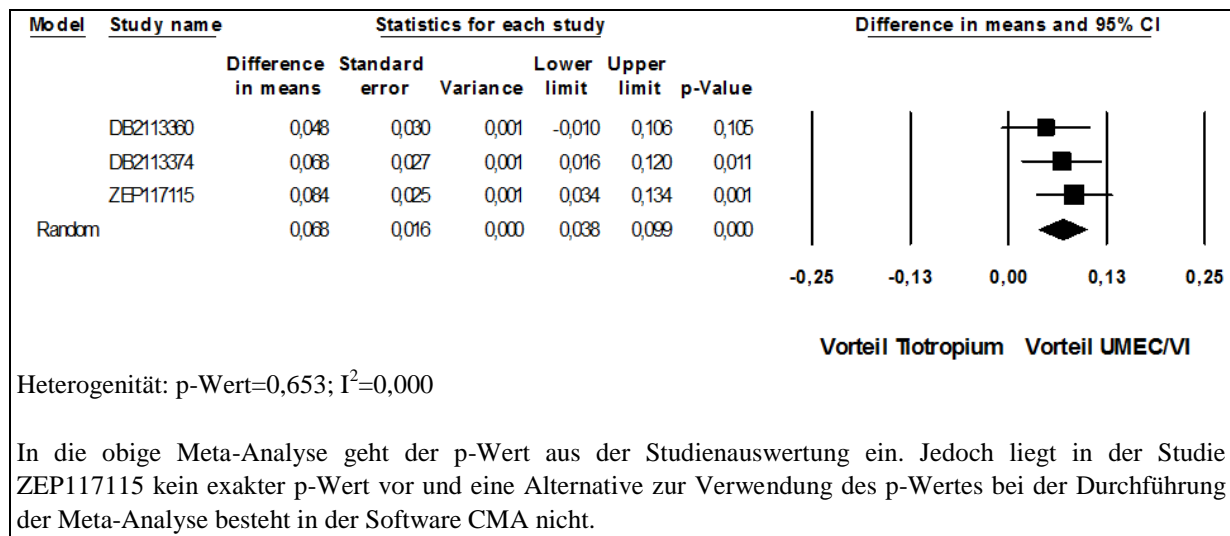 Model Study name Statistics for each study Difference in means and 95% CI
Difference Standard Lower Upper
in means error Variance limit limit p-Value
DB2113360 0,048 0,030 0,001 -0,010 0,106 0,105
DB2113374 0,068 0,027 0,001 0,016 0,120 0,011
ZEP117115 0,084 0,025 0,001 0,034 0,134 0,001
Random 0,068 0,016 0,000 0,038 0,099 0,000
-0,25 -0,13 0,00 0,13 0,25
Vorteil Tiotropium Vorteil UMEC/VI
Heterogenität: p-Wert=0,653; I²=0,000
In die obige Meta-Analyse geht der p-Wert aus der Studienauswertung ein. Jedoch liegt in der Studie
ZEP117115 kein exakter p-Wert vor und eine Alternative zur Verwendung des p-Wertes bei der Durchführung
der Meta-Analyse besteht in der Software CMA nicht.